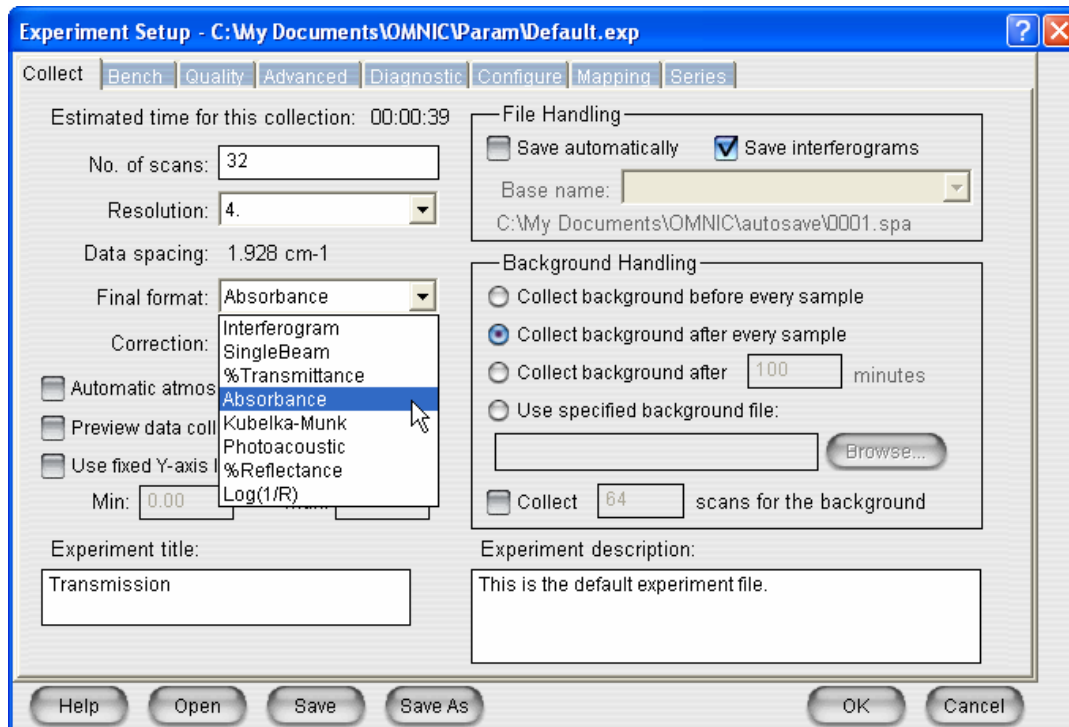 Experiment Setup - C:\My Documents\OMNIC\Param\Default.exp
Collect Bench Quality Advanced Diagnostic Configure Mapping Series
Estimated time for this collection: 00:00:39
No. of scans: 32
Resolution: 4.
Data spacing: 1.928 cm-1
Final format: Absorbance
Interferogram
SingleBeam
%Transmittance
Absorbance
Kubelka-Munk
Photoacoustic
%Reflectance
Log(1/R)
Correction:
Automatic atmos
Preview data coll
Use fixed Y-axis
Min: 0.00
File Handling
Save automatically Save interferograms
Base name:
C:\My Documents\OMNIC\autosave\0001.spa
Background Handling
Collect background before every sample
Collect background after every sample
Collect background after 100 minutes
Use specified background file:
Browse...
Collect 64 scans for the background
Experiment title:
Transmission
Experiment description:
This is the default experiment file.
Help Open Save Save As OK Cancel